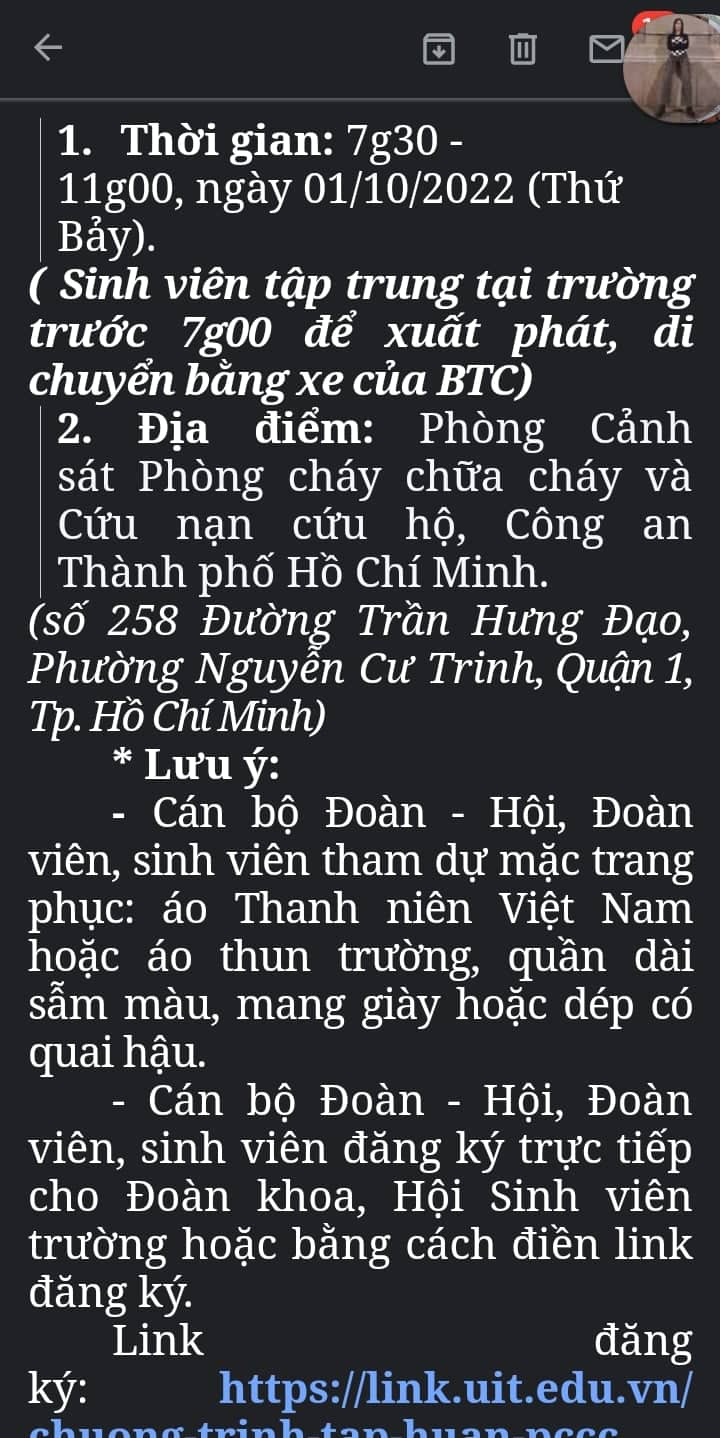 1. Thời gian: 7g30 -
11g00, ngày 01/10/2022 (Thứ
Bảy).
( Sinh viên tập trung tại trường
trước 7g00 để xuất phát, di
chuyển bằng xe của BTC)
2. Địa điểm: Phòng Cảnh
sát Phòng cháy chữa cháy và
Cứu nạn cứu hộ, Công an
Thành phố Hồ Chí Minh.
(số 258 Đường Trần Hưng Đạo,
Phường Nguyễn Cư Trinh, Quận 1,
Tp. Hồ Chí Minh)
* Lưu ý:
- Cán bộ Đoàn - Hội, Đoàn
viên, sinh viên tham dự mặc trang
phục: áo Thanh niên Việt Nam
hoặc áo thun trường, quần dài
sẫm màu, mang giày hoặc dép có
quai hậu.
- Cán bộ Đoàn - Hội, Đoàn
viên, sinh viên đăng ký trực tiếp
cho Đoàn khoa, Hội Sinh viên
trường hoặc bằng cách điền link
đăng ký.
Link đăng
ký: https://link.uit.edu.vn/
chuong-trinh-tap-huan-pccc